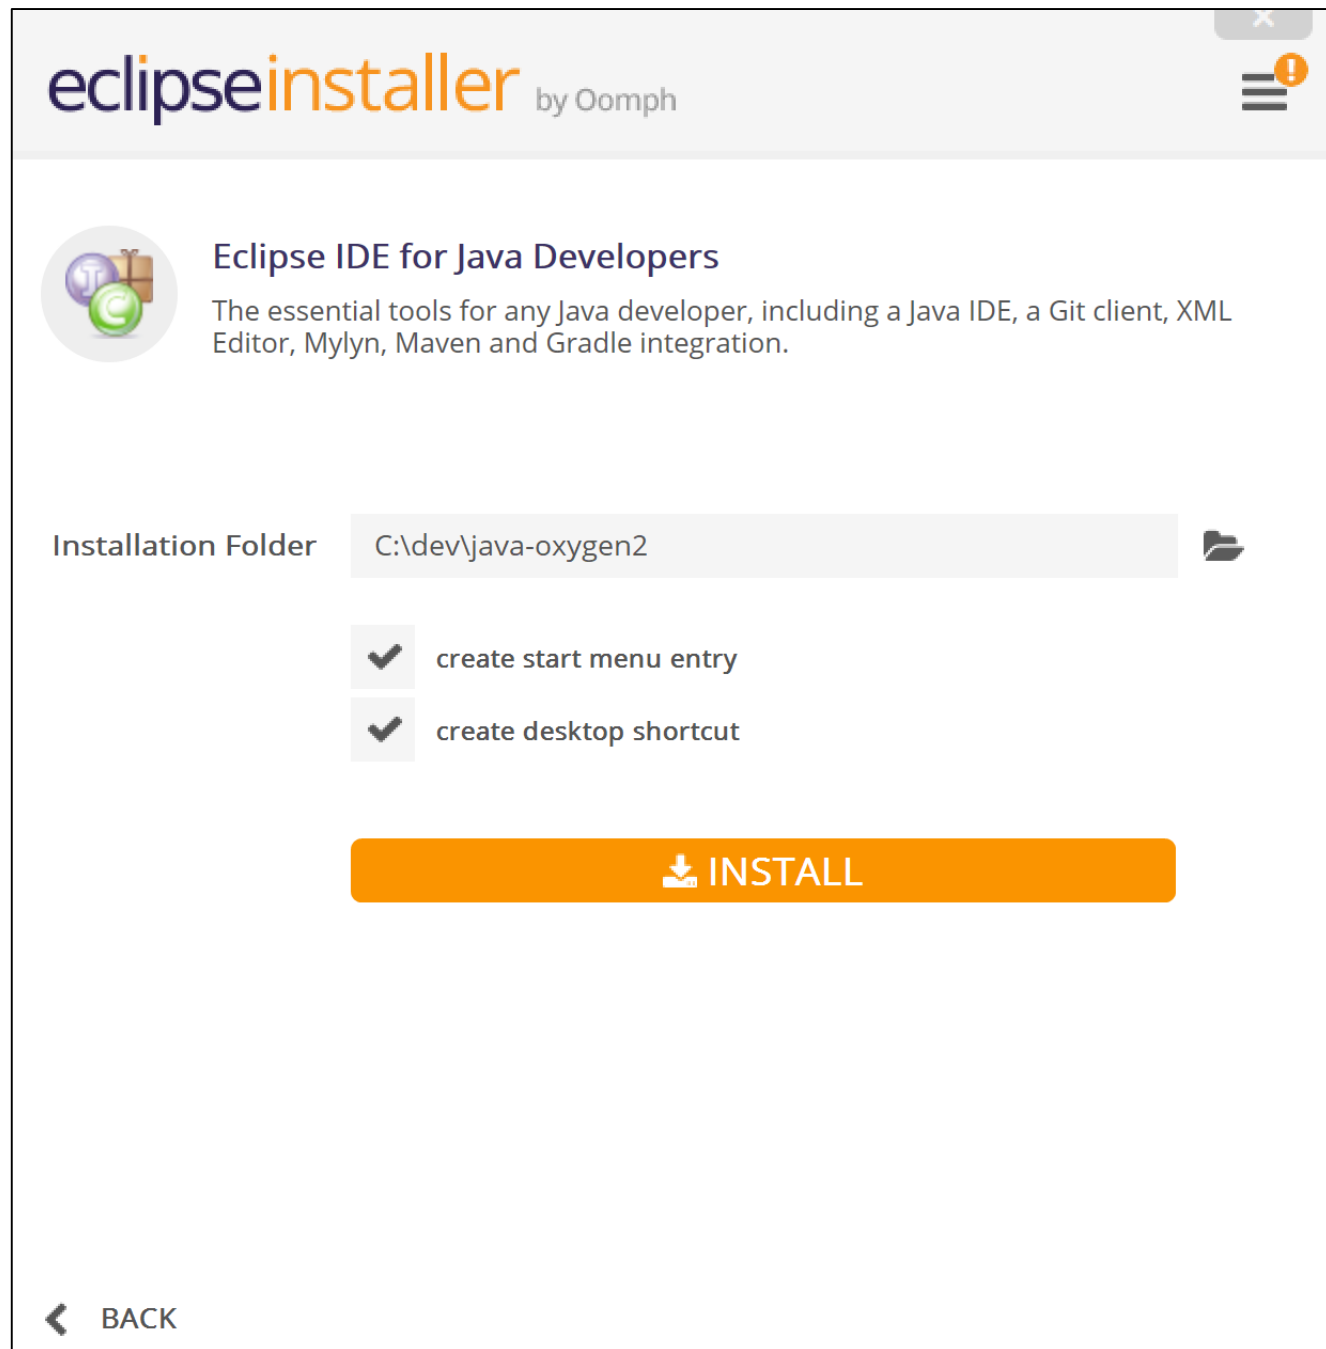 eclipseinstaller by Oomph
Eclipse IDE for Java Developers
The essential tools for any Java developer, including a Java IDE, a Git client, XML
Editor, Mylyn, Maven and Gradle integration.
Installation Folder C:\dev\java-oxygen2
create start menu entry
create desktop shortcut
INSTALL
BACK